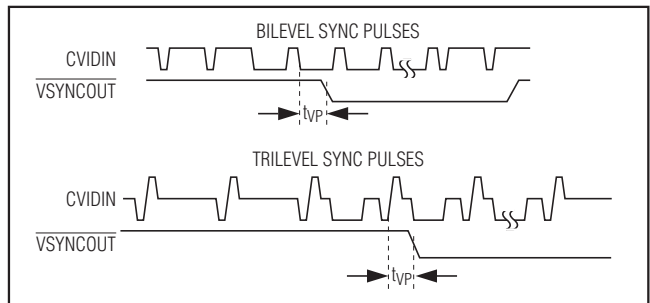 BILEVEL SYNC PULSES
CVIDIN
VSYNCOUT
tVP
TRILEVEL SYNC PULSES
CVIDIN
VSYNCOUT
tVP